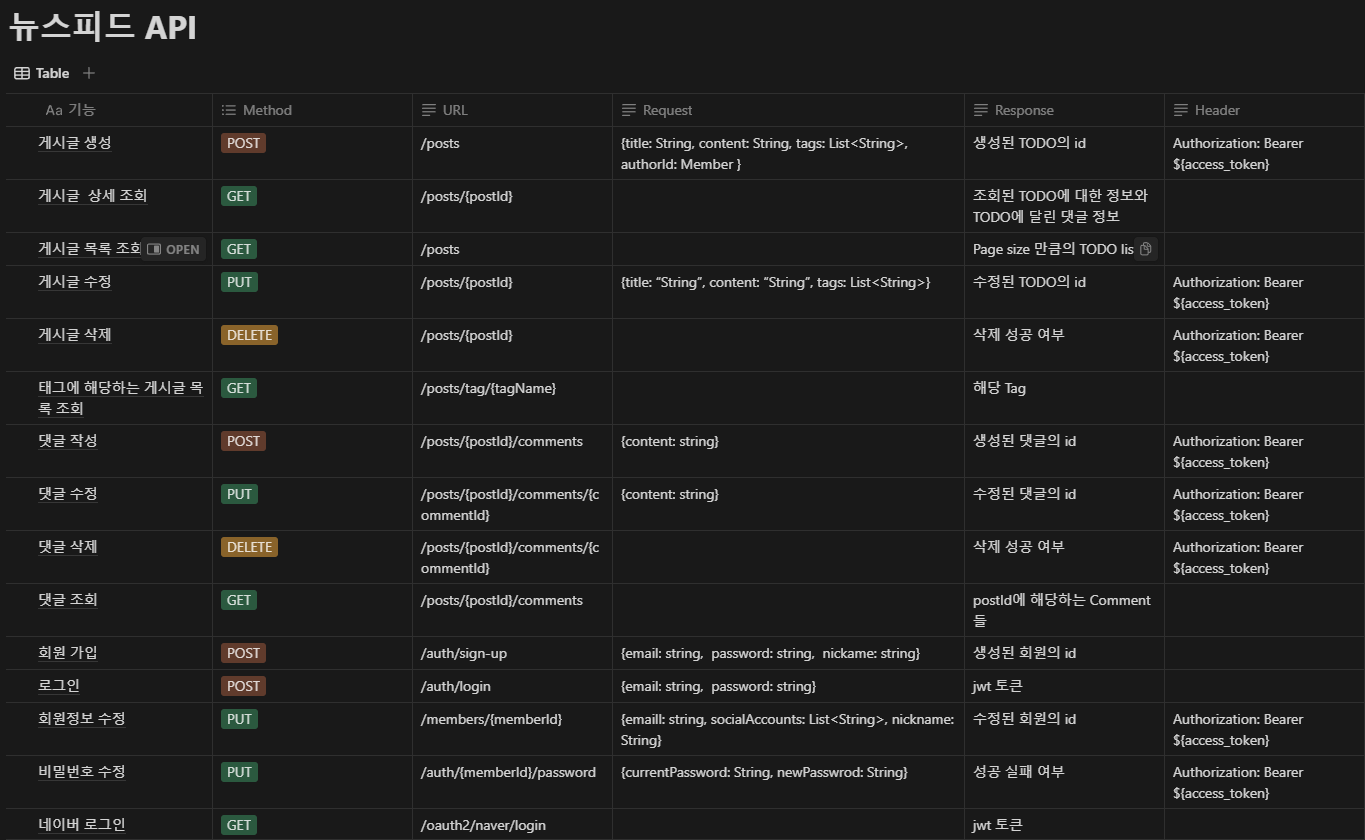 뉴스피드 API
Table
Aa 기능 Method URL Request Response Header
게시글 생성 POST /posts {title: String, content: String, tags: List<String>, 생성된 TODO의 id Authorization: Bearer
authorId: Member } ${access_token}
게시글  상세 조회 GET /posts/{postId} 조회된 TODO에 대한 정보와
TODO에 달린 댓글 정보
게시글 목록 조회 OPEN GET /posts Page size 만큼의 TODO lis
게시글 수정 PUT /posts/{postId} {title: “String”, content: “String”, tags: List<String>} 수정된 TODO의 id Authorization: Bearer
${access_token}
게시글 삭제 DELETE /posts/{postId} 삭제 성공 여부 Authorization: Bearer
${access_token}
태그에 해당하는 게시글 목 GET /posts/tag/{tagName} 해당 Tag
록 조회
댓글 작성 POST /posts/{postId}/comments {content: string} 생성된 댓글의 id Authorization: Bearer
${access_token}
댓글 수정 PUT /posts/{postId}/comments/{c {content: string} 수정된 댓글의 id Authorization: Bearer
ommentId} ${access_token}
댓글 삭제 DELETE /posts/{postId}/comments/{c 삭제 성공 여부 Authorization: Bearer
ommentId} ${access_token}
댓글 조회 GET /posts/{postId}/comments postId에 해당하는 Comment
들
회원 가입 POST /auth/sign-up {email: string,  password: string,  nickame: string} 생성된 회원의 id
로그인 POST /auth/login {email: string,  password: string} jwt 토큰
회원정보 수정 PUT /members/{memberId} {emaill: string, socialAccounts: List<String>, nickname: 수정된 회원의 id Authorization: Bearer
String} ${access_token}
비밀번호 수정 PUT /auth/{memberId}/password {currentPassword: String, newPasswrod: String} 성공 실패 여부 Authorization: Bearer
${access_token}
네이버 로그인 GET /oauth2/naver/login jwt 토큰